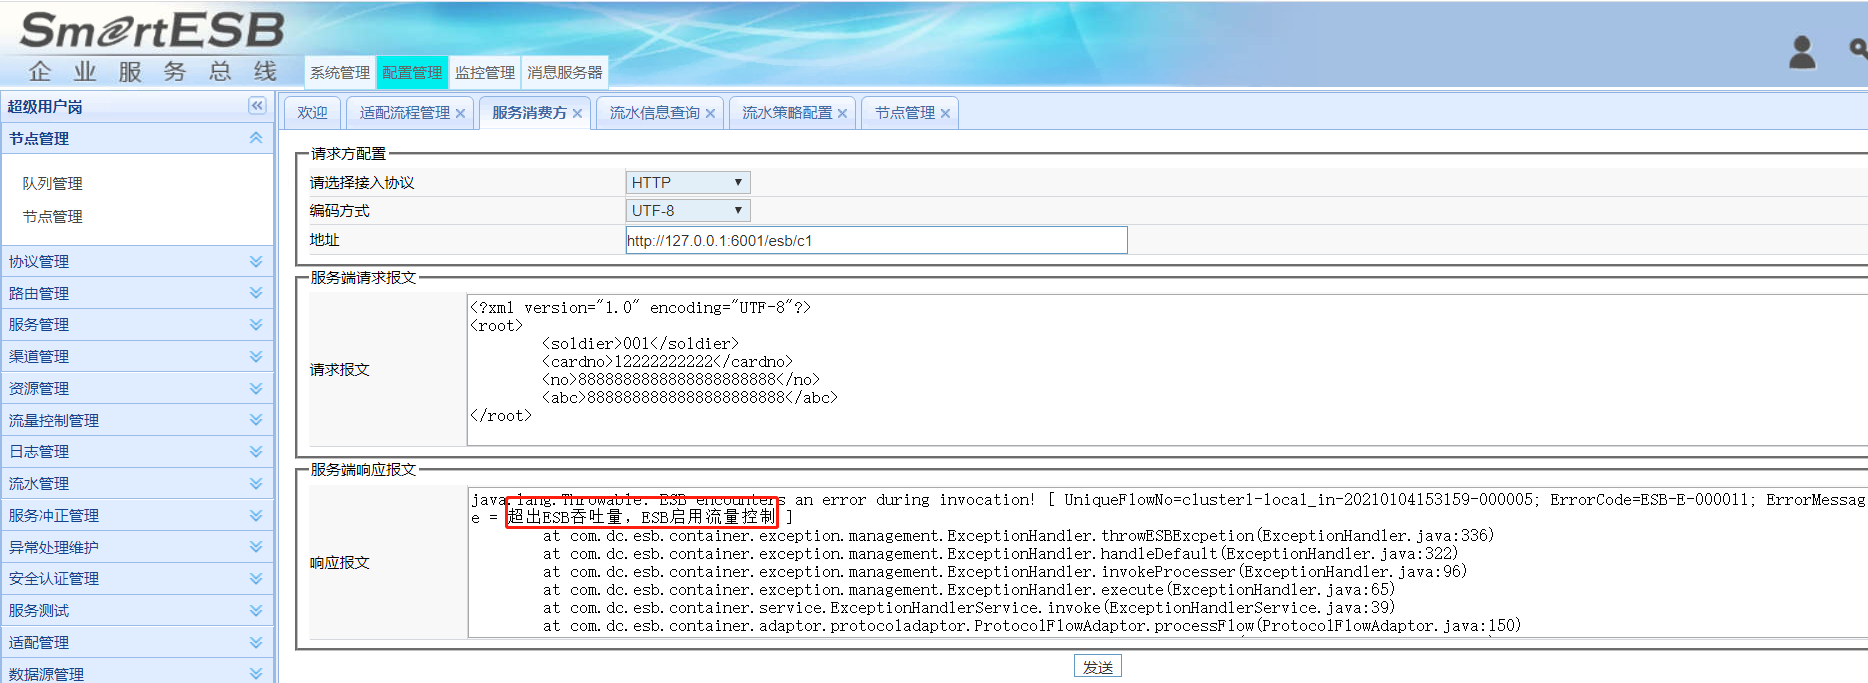 SmartESB
企业服务总线
系统管理 配置管理 监控管理 消息服务器
超级用户岗
节点管理
队列管理
节点管理
协议管理
路由管理
服务管理
渠道管理
资源管理
流量控制管理
日志管理
流水管理
服务冲正管理
异常处理维护
安全认证管理
服务测试
适配管理
数据源管理
欢迎 适配流程管理 服务消费方 流水信息查询 流水策略配置 节点管理
请求方配置
请选择接入协议 HTTP
编码方式 UTF-8
地址 http://127.0.0.1:6001/esb/c1
服务端请求报文
请求报文
<?xml version="1.0" encoding="UTF-8"?>
<root>
<soldier>001</soldier>
<cardno>12222222222</cardno>
<no>8888888888888888888888</no>
<abc>8888888888888888888888</abc>
</root>
服务端响应报文
响应报文
java.lang.Throwable: ESB encounters an error during invocation! [ UniqueFlowNo=cluster1-local_in-20210104153159-000005; ErrorCode=ESB-E-000011; ErrorMessag
e = 超出ESB吞吐量，ESB启用流量控制 ]
at com.dc.esb.container.exception.management.ExceptionHandler.throwESBExcpetion(ExceptionHandler.java:336)
at com.dc.esb.container.exception.management.ExceptionHandler.handleDefault(ExceptionHandler.java:322)
at com.dc.esb.container.exception.management.ExceptionHandler.invokeProcesser(ExceptionHandler.java:96)
at com.dc.esb.container.exception.management.ExceptionHandler.execute(ExceptionHandler.java:65)
at com.dc.esb.container.service.ExceptionHandlerService.invoke(ExceptionHandlerService.java:39)
at com.dc.esb.container.adaptor.protocoladaptor.ProtocolFlowAdaptor.processFlow(ProtocolFlowAdaptor.java:150)
发送